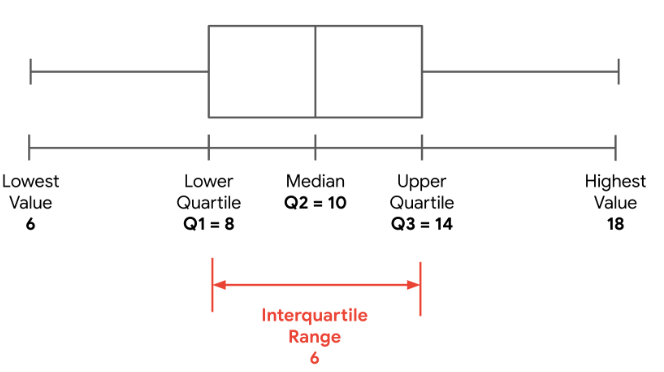 Lowest
Value
6
Lower
Quartile
Q1 = 8
Median
Q2 = 10
Upper
Quartile
Q3 = 14
Highest
Value
18
Interquartile
Range
6